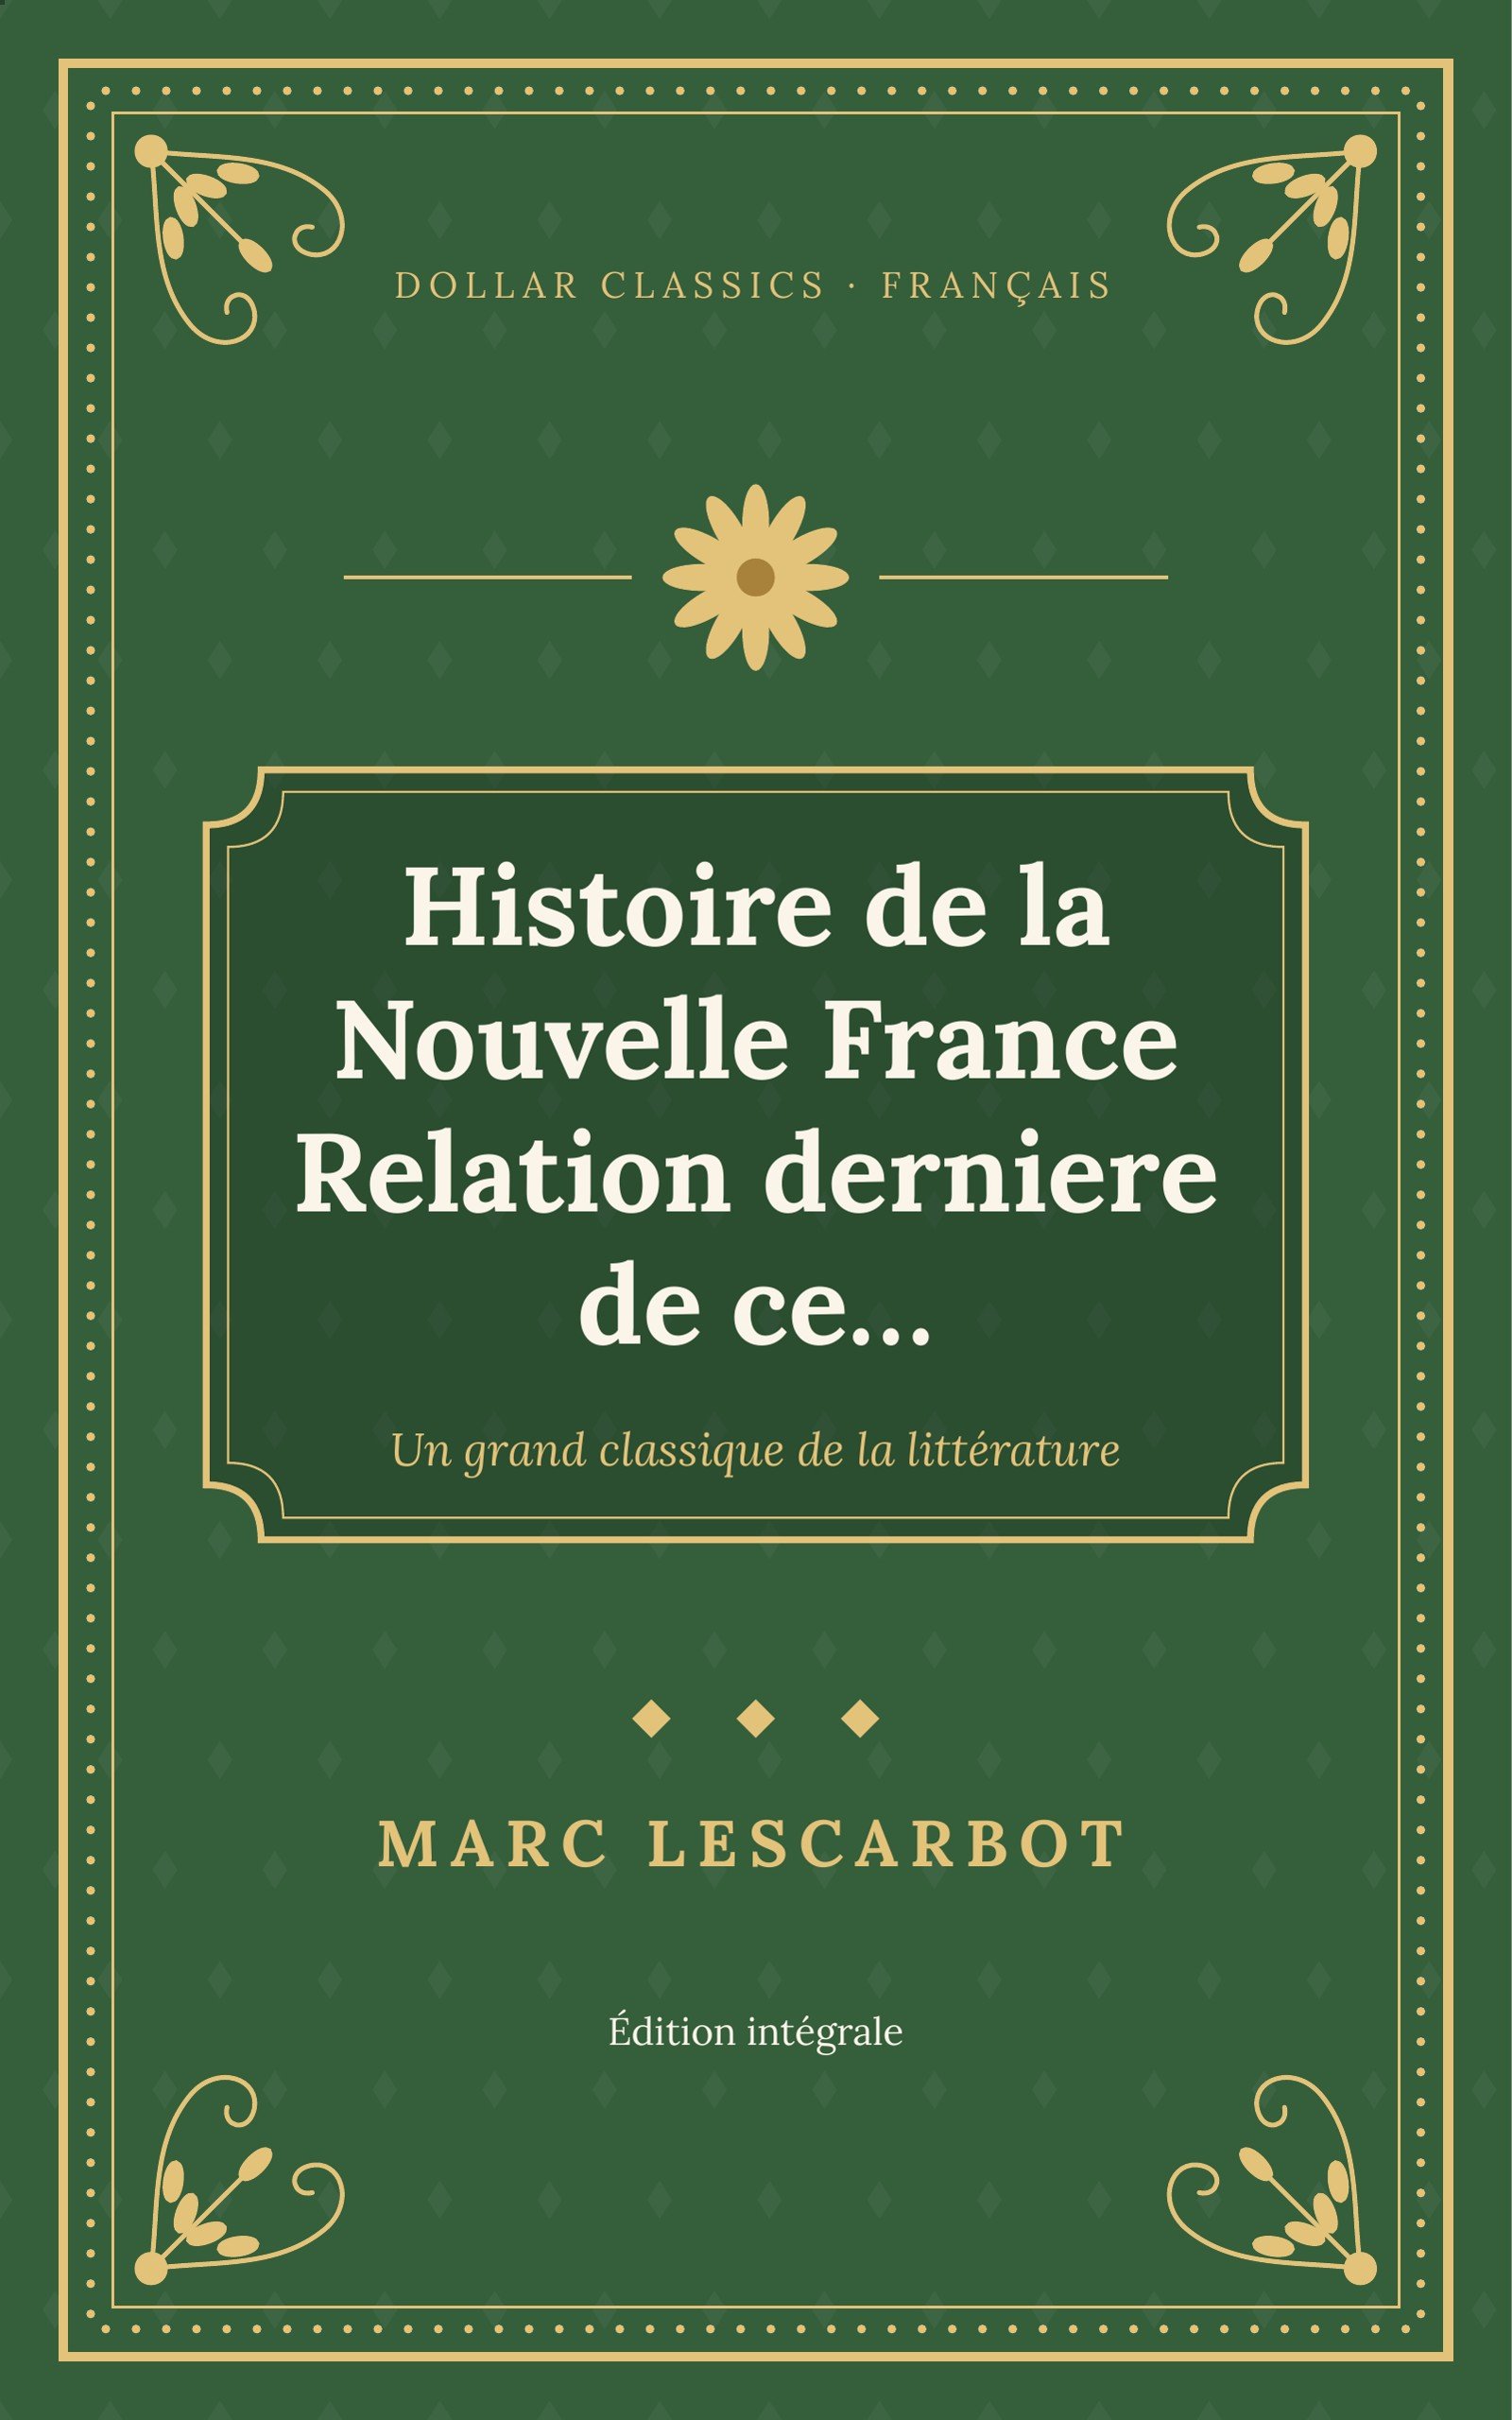 DOLLAR CLASSICS · FRANÇAIS
Histoire de la
Nouvelle France
Relation derniere
de ce...
Un grand classique de la littérature
MARC LESCARBOT
Édition intégrale